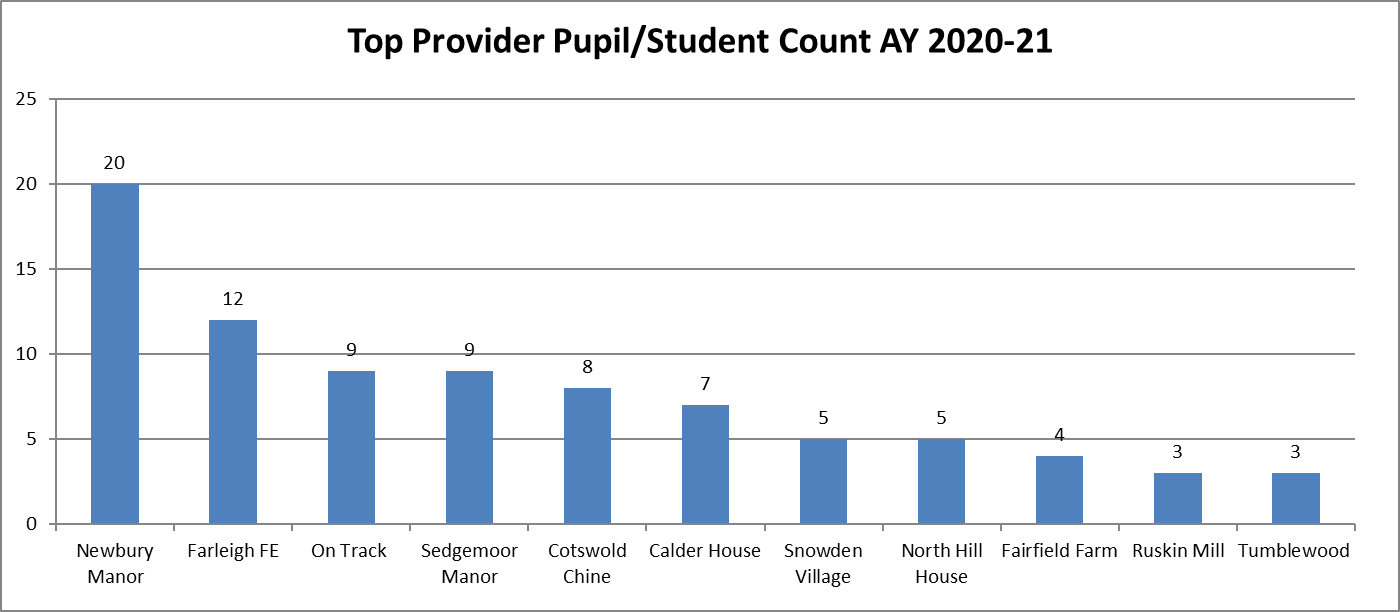 Top Provider Pupil/Student Count AY 2020-21
25
20
15
10
5
0
20
12
9
9
8
7
5
5
4
3
3
Newbury Manor
Farleigh FE
On Track
Sedgemoor Manor
Cotswold Chine
Calder House
Snowden Village
North Hill House
Fairfield Farm
Ruskin Mill
Tumblewood